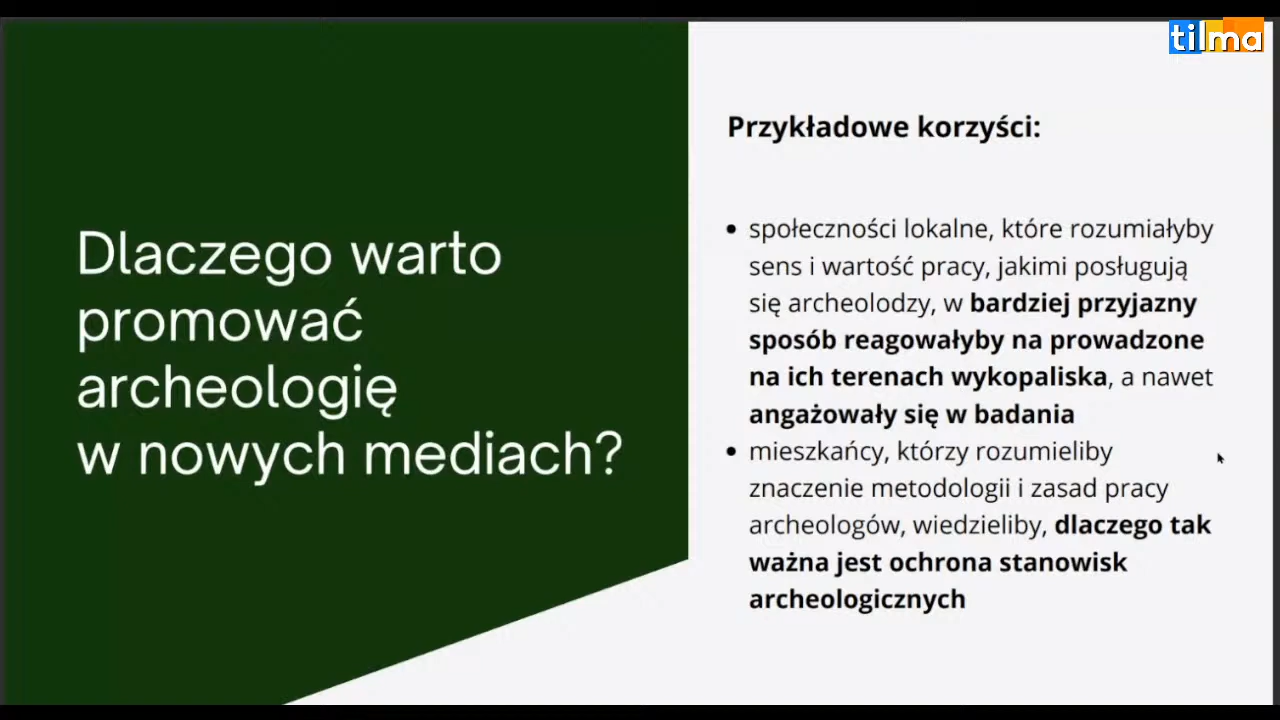 tilma
Dlaczego warto
promować
archeologię
w nowych mediach?
Przykładowe korzyści:
• społeczności lokalne, które rozumiałyby
sens i wartość pracy, jakimi posługują
się archeolodzy, w bardziej przyjazny
sposób reagowałyby na prowadzone
na ich terenach wykopaliska, a nawet
angażowały się w badania
• mieszkańcy, którzy rozumieliby
znaczenie metodologii i zasad pracy
archeologów, wiedzieliby, dlaczego tak
ważna jest ochrona stanowisk
archeologicznych